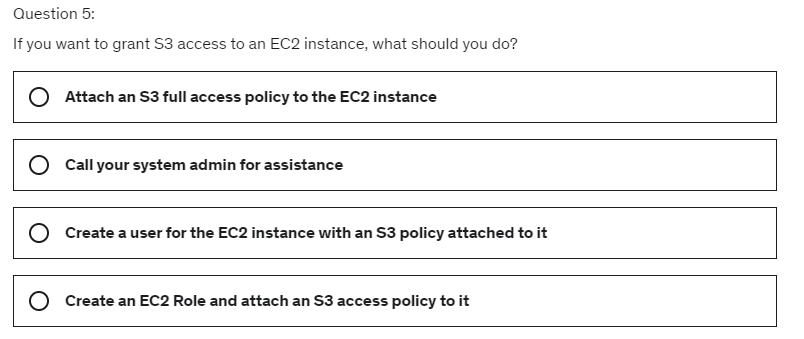 Question 5:
If you want to grant S3 access to an EC2 instance, what should you do?
Attach an S3 full access policy to the EC2 instance
Call your system admin for assistance
Create a user for the EC2 instance with an S3 policy attached to it
Create an EC2 Role and attach an S3 access policy to it